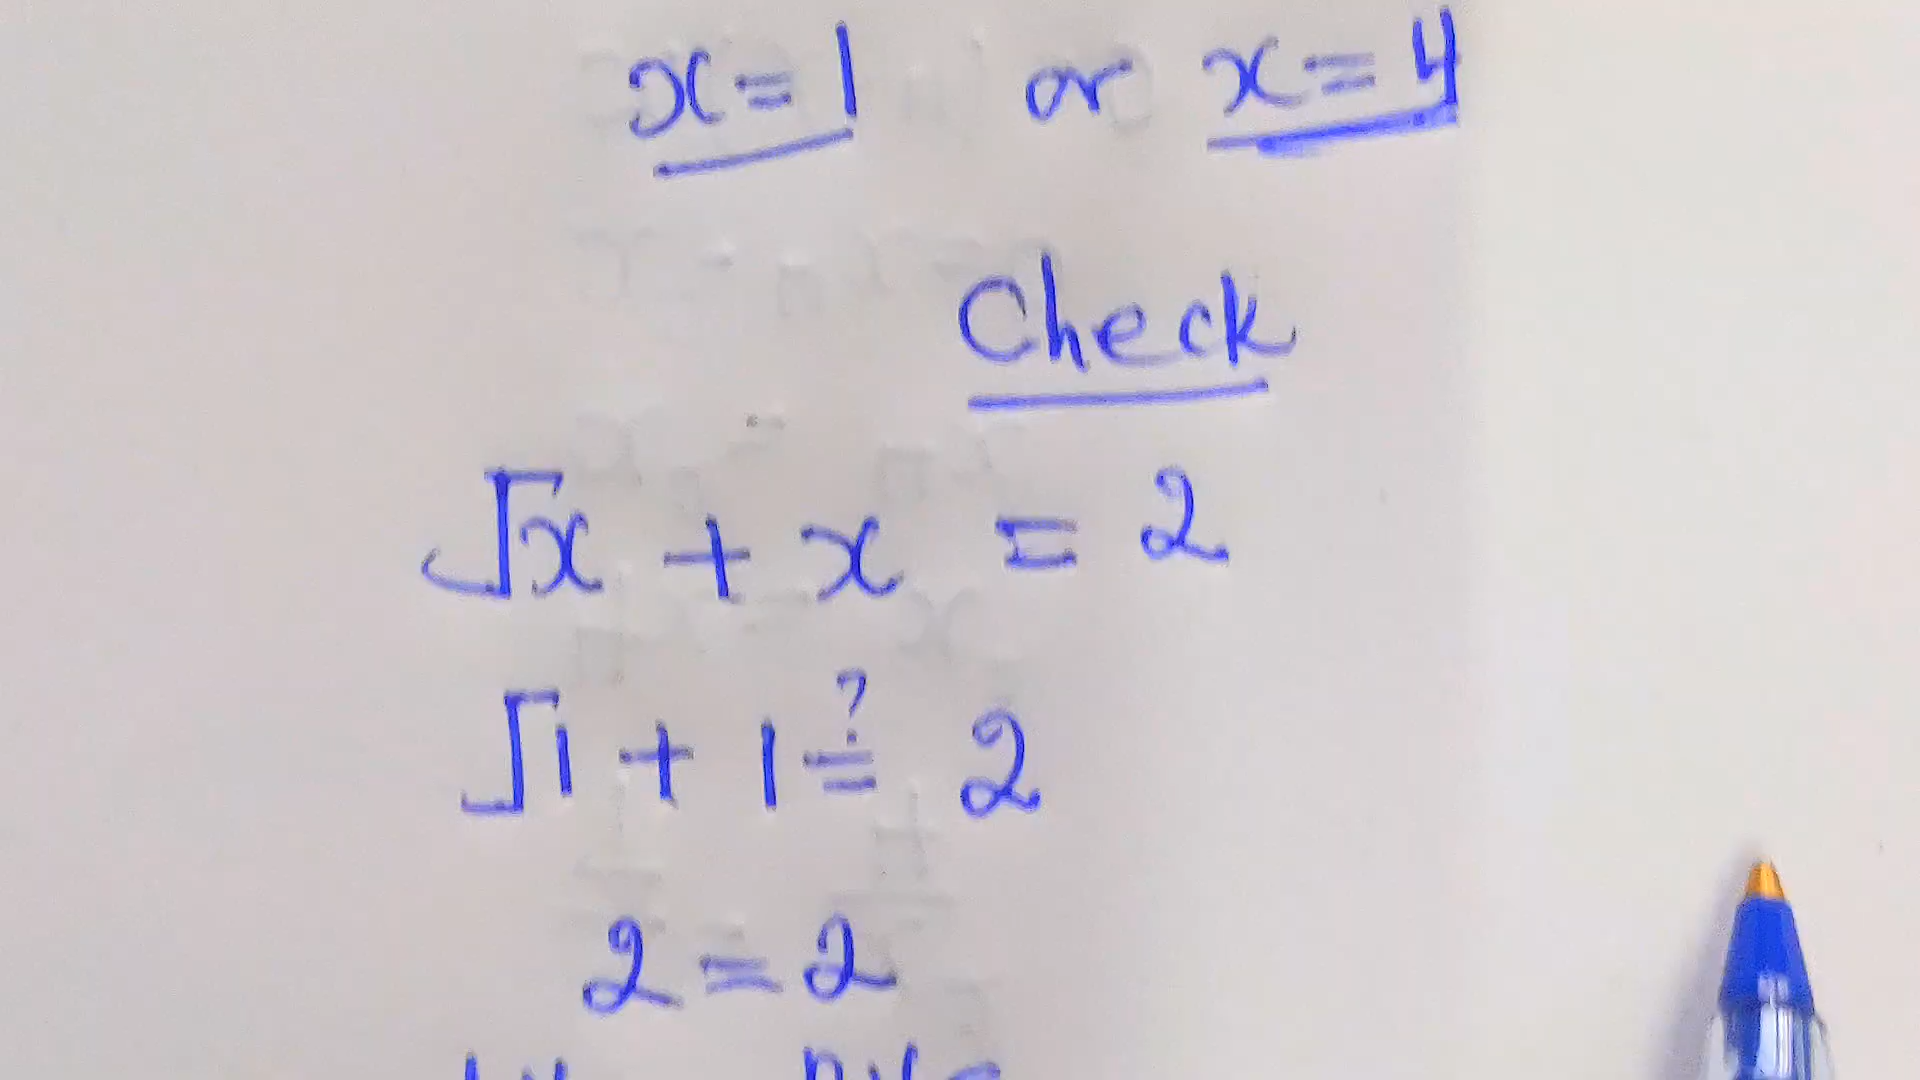 x = 1 or x = 4
Check
√x + x = 2
√1 + 1 ≟ 2
2 = 2